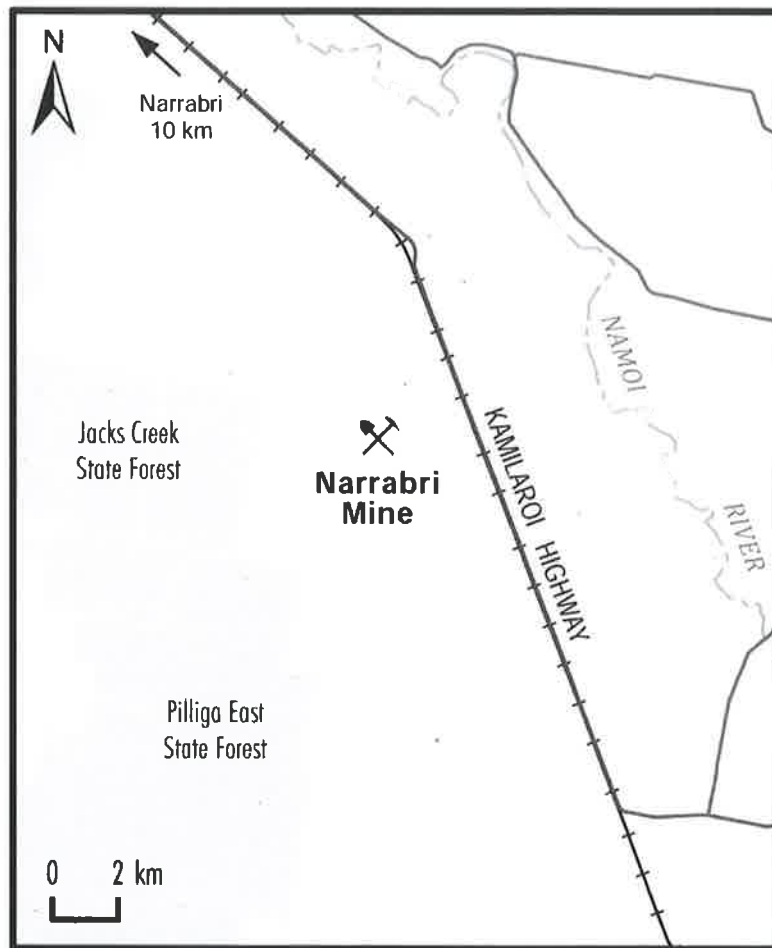 N
Narrabri
10 km
NAMOI
RIVER
Jacks Creek
State Forest
Narrabri
Mine
KAMILAROI HIGHWAY
Pilliga East
State Forest
0 2 km